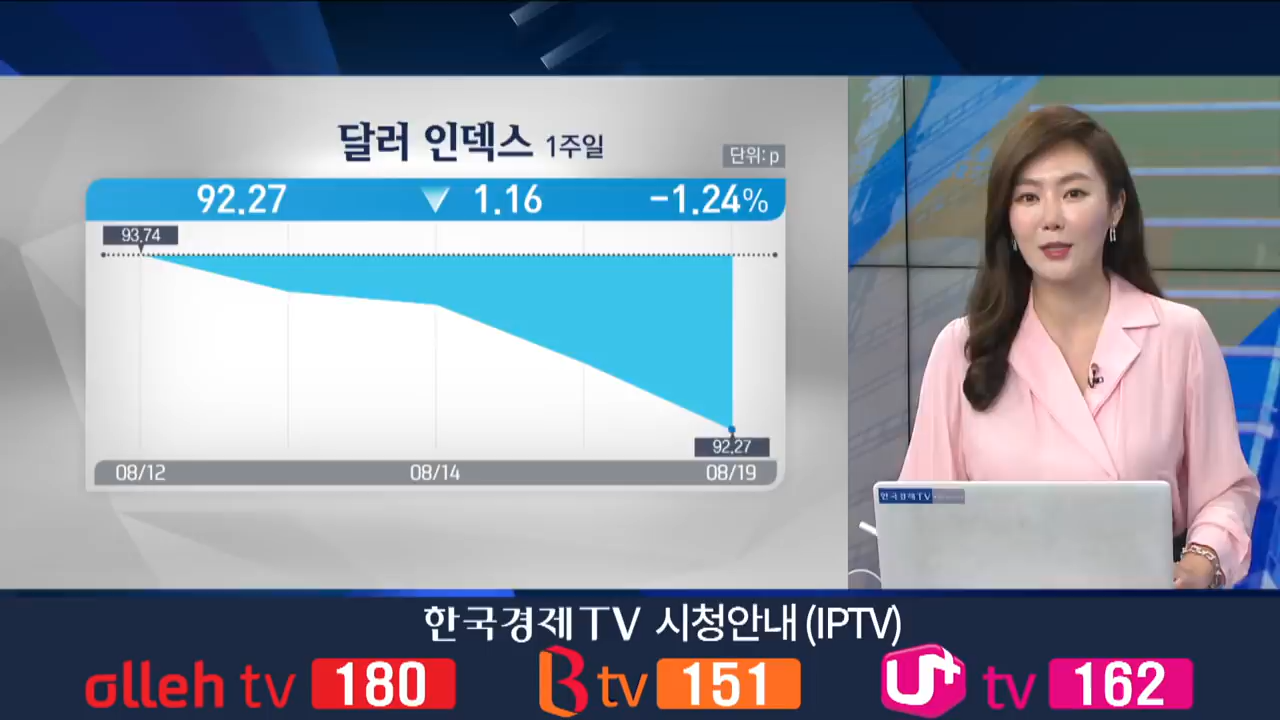 달러 인덱스 1주일
단위: p
92.27 ▼ 1.16 -1.24%
93.74
92.27
08/12 08/14 08/19
한국경제TV
한국경제TV 시청안내 (IPTV)
olleh tv 180 B tv 151 U+ tv 162